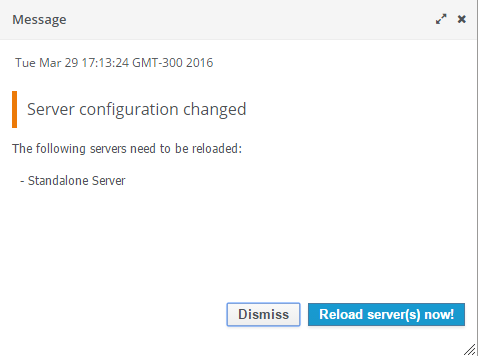 Message
Tue Mar 29 17:13:24 GMT-300 2016
Server configuration changed
The following servers need to be reloaded:
- Standalone Server
Dismiss Reload server(s) now!